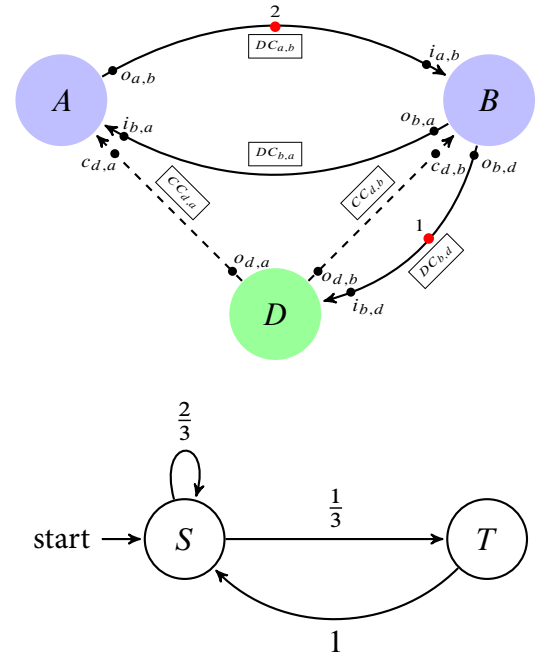 2
DC_{a,b}
o_{a,b}
i_{a,b}
A
B
i_{b,a}
o_{b,a}
DC_{b,a}
c_{d,a}
c_{d,b}
o_{b,d}
CC_{d,a}
CC_{d,b}
1
DC_{b,d}
o_{d,a}
o_{d,b}
i_{b,d}
D
2/3
1/3
start
S
T
1